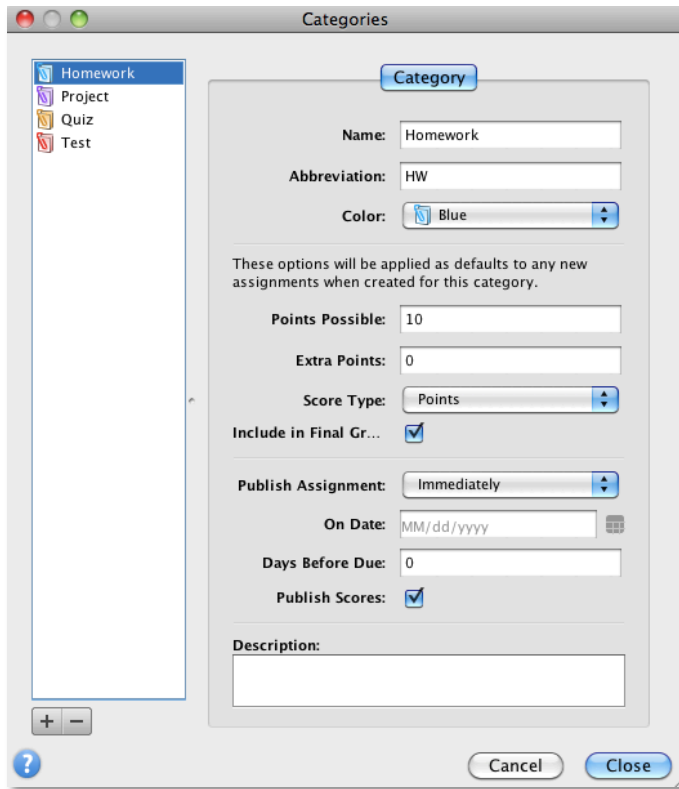 Categories
Homework
Project
Quiz
Test
Category
Name: Homework
Abbreviation: HW
Color: Blue
These options will be applied as defaults to any new
assignments when created for this category.
Points Possible: 10
Extra Points: 0
Score Type: Points
Include in Final Gr...
Publish Assignment: Immediately
On Date: MM/dd/yyyy
Days Before Due: 0
Publish Scores:
Description:
+ −
? Cancel Close